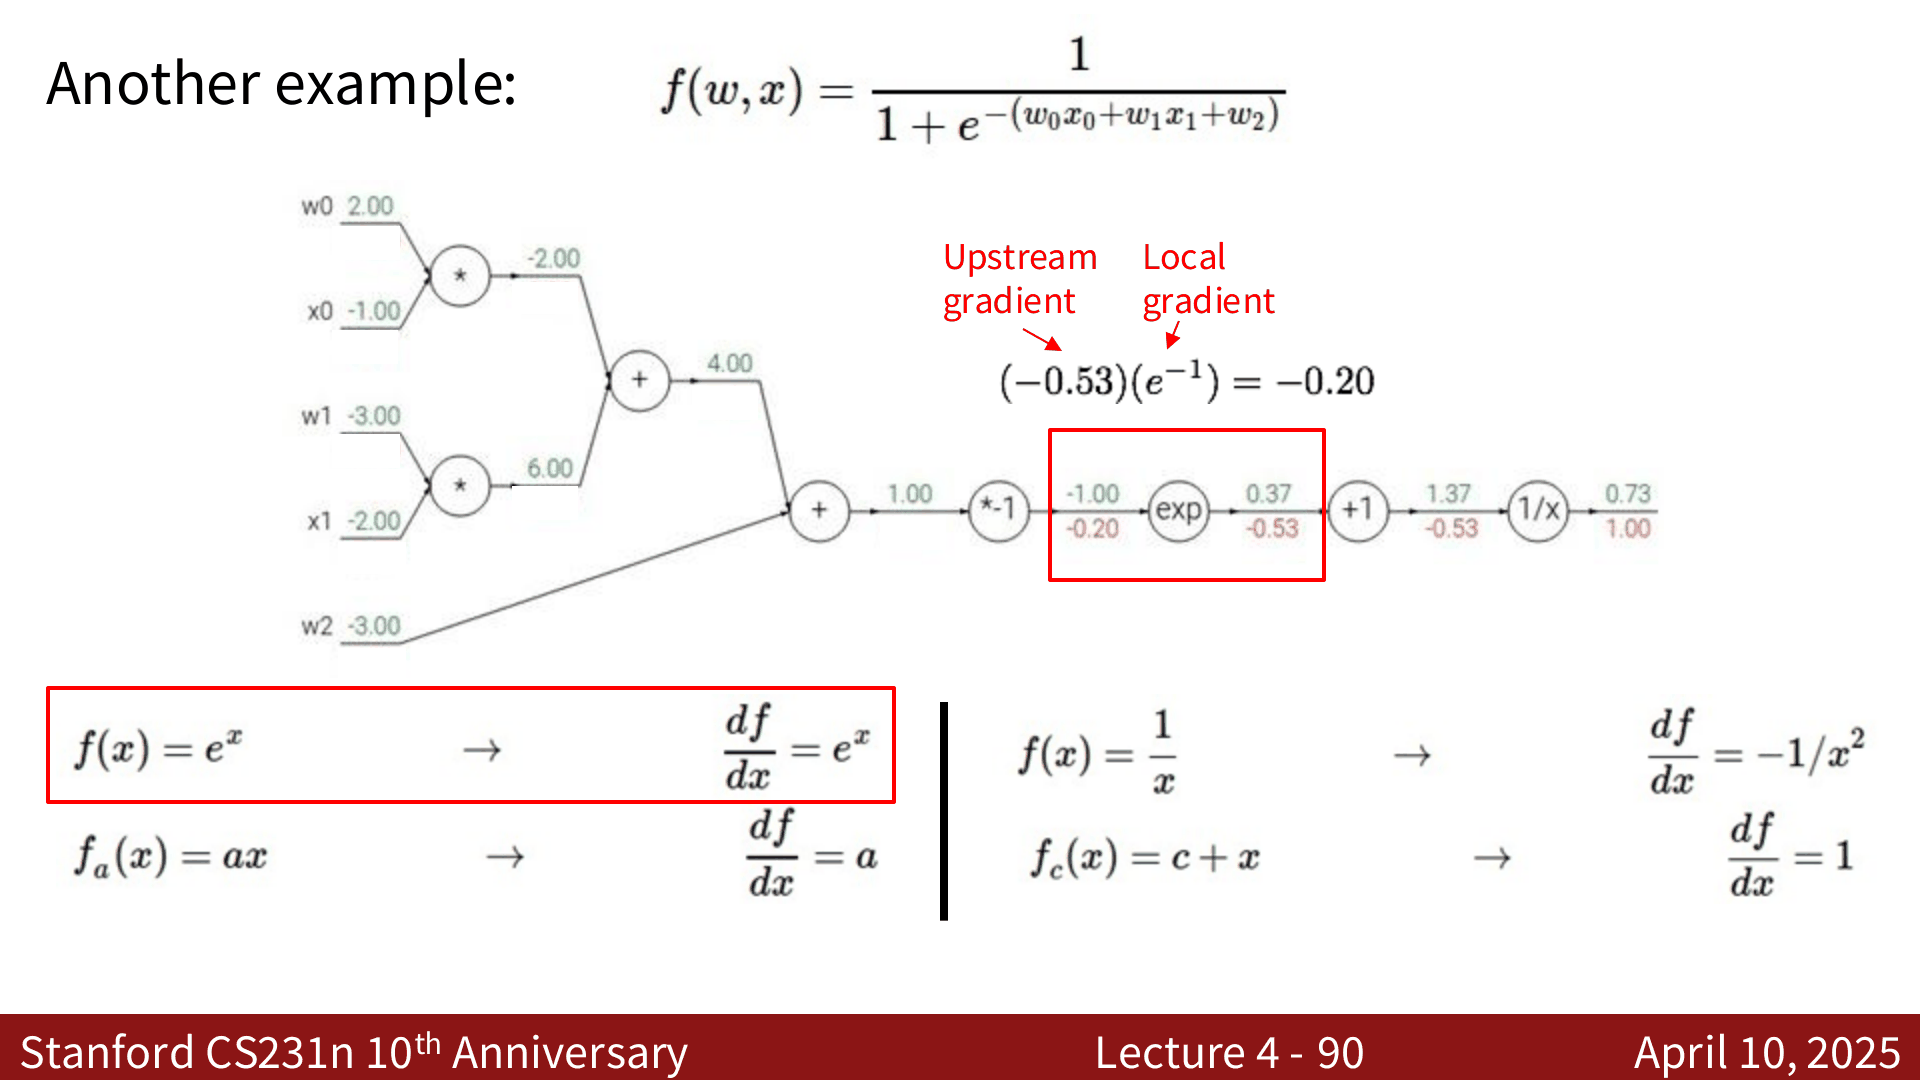 Another example:
f(w,x) = 1 / (1 + e^{-(w₀x₀+w₁x₁+w₂)})
w0 2.00
x0 -1.00
*
-2.00
w1 -3.00
x1 -2.00
*
6.00
+
4.00
w2 -3.00
+
1.00
*-1
-1.00
-0.20
exp
0.37
-0.53
+1
1.37
-0.53
1/x
0.73
1.00
Upstream
gradient
Local
gradient
(−0.53)(e^{−1}) = −0.20
f(x) = e^x → df/dx = e^x
f_a(x) = ax → df/dx = a
f(x) = 1/x → df/dx = −1/x²
f_c(x) = c + x → df/dx = 1
Stanford CS231n 10th Anniversary
Lecture 4 - 90
April 10, 2025